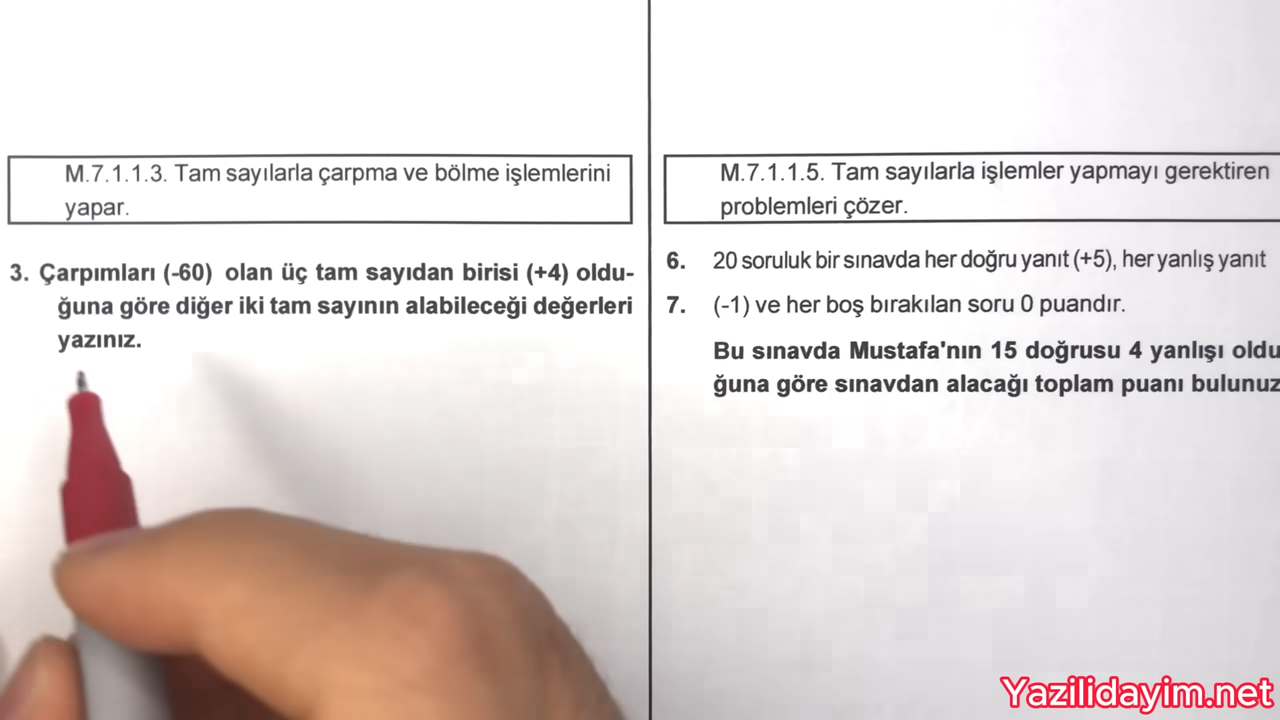 M.7.1.1.3. Tam sayılarla çarpma ve bölme işlemlerini
yapar.
3. Çarpımları (-60) olan üç tam sayıdan birisi (+4) oldu-
ğuna göre diğer iki tam sayının alabileceği değerleri
yazınız.
M.7.1.1.5. Tam sayılarla işlemler yapmayı gerektiren
problemleri çözer.
6. 20 soruluk bir sınavda her doğru yanıt (+5), her yanlış yanıt
7. (-1) ve her boş bırakılan soru 0 puandır.
Bu sınavda Mustafa'nın 15 doğrusu 4 yanlışı oldu
ğuna göre sınavdan alacağı toplam puanı bulunuz
Yazilidayim.net